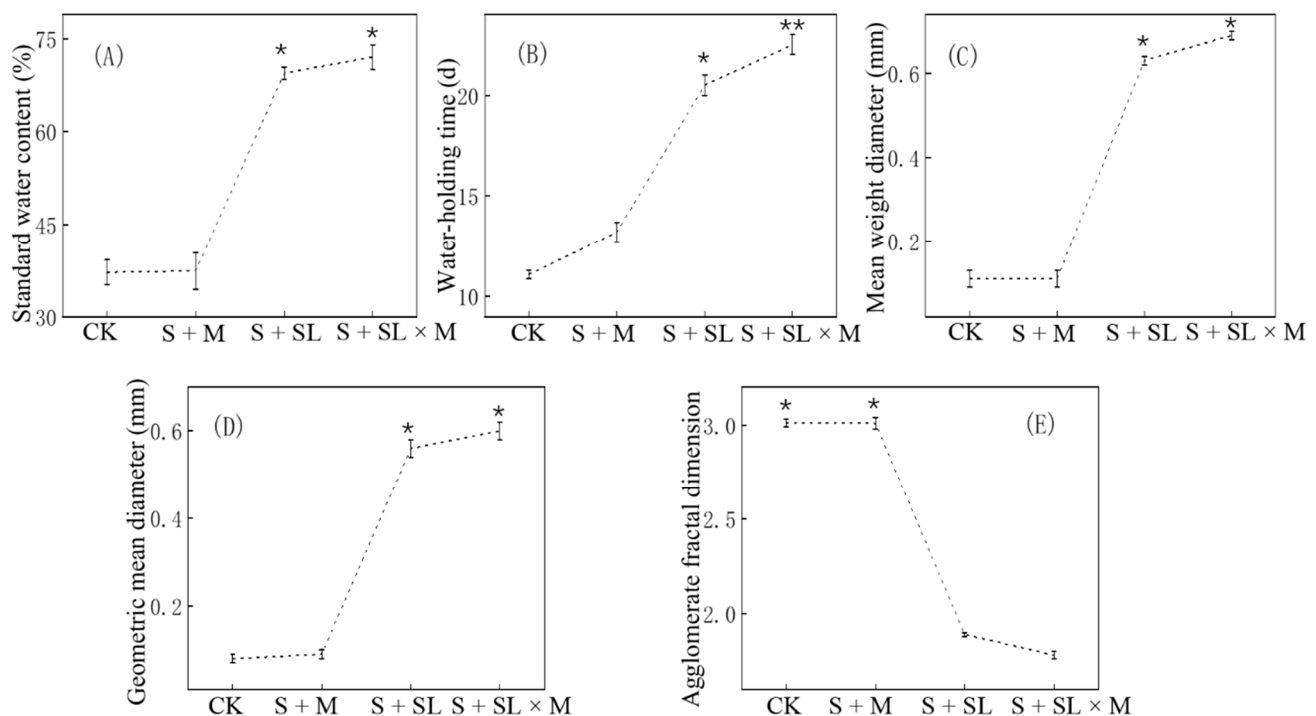 Standard water content (%)
75
60
45
30
(A)
*
*
CK
S + M
S + SL
S + SL × M
Water-holding time (d)
20
15
10
(B)
*
**
CK
S + M
S + SL
S + SL × M
Mean weight diameter (mm)
0.6
0.4
0.2
(C)
*
*
CK
S + M
S + SL
S + SL × M
Geometric mean diameter (mm)
0.6
0.4
0.2
(D)
*
*
CK
S + M
S + SL
S + SL × M
Agglomerate fractal dimension
3.0
2.5
2.0
(E)
*
*
CK
S + M
S + SL
S + SL × M